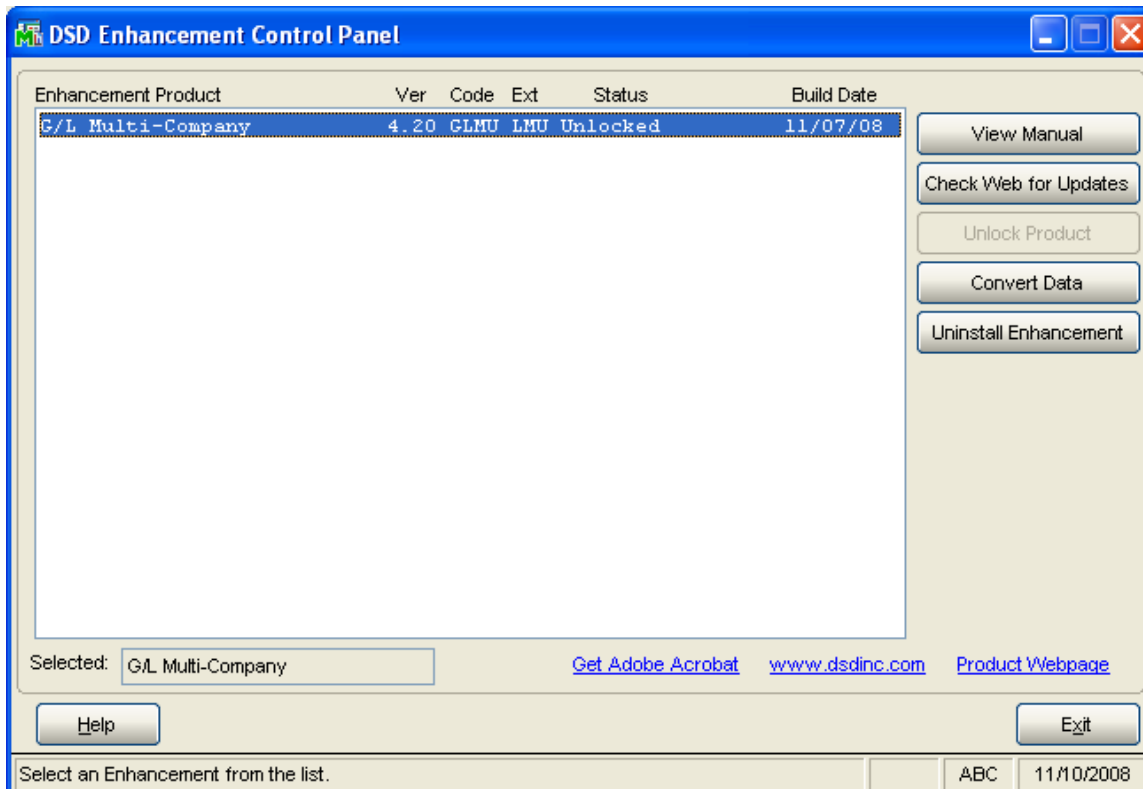 DSD Enhancement Control Panel
Enhancement Product Ver Code Ext Status Build Date
G/L Multi-Company 4.20 GLMU LMU Unlocked 11/07/08
View Manual
Check Web for Updates
Unlock Product
Convert Data
Uninstall Enhancement
Selected: G/L Multi-Company Get Adobe Acrobat www.dsdinc.com Product Webpage
Help Exit
Select an Enhancement from the list. ABC 11/10/2008